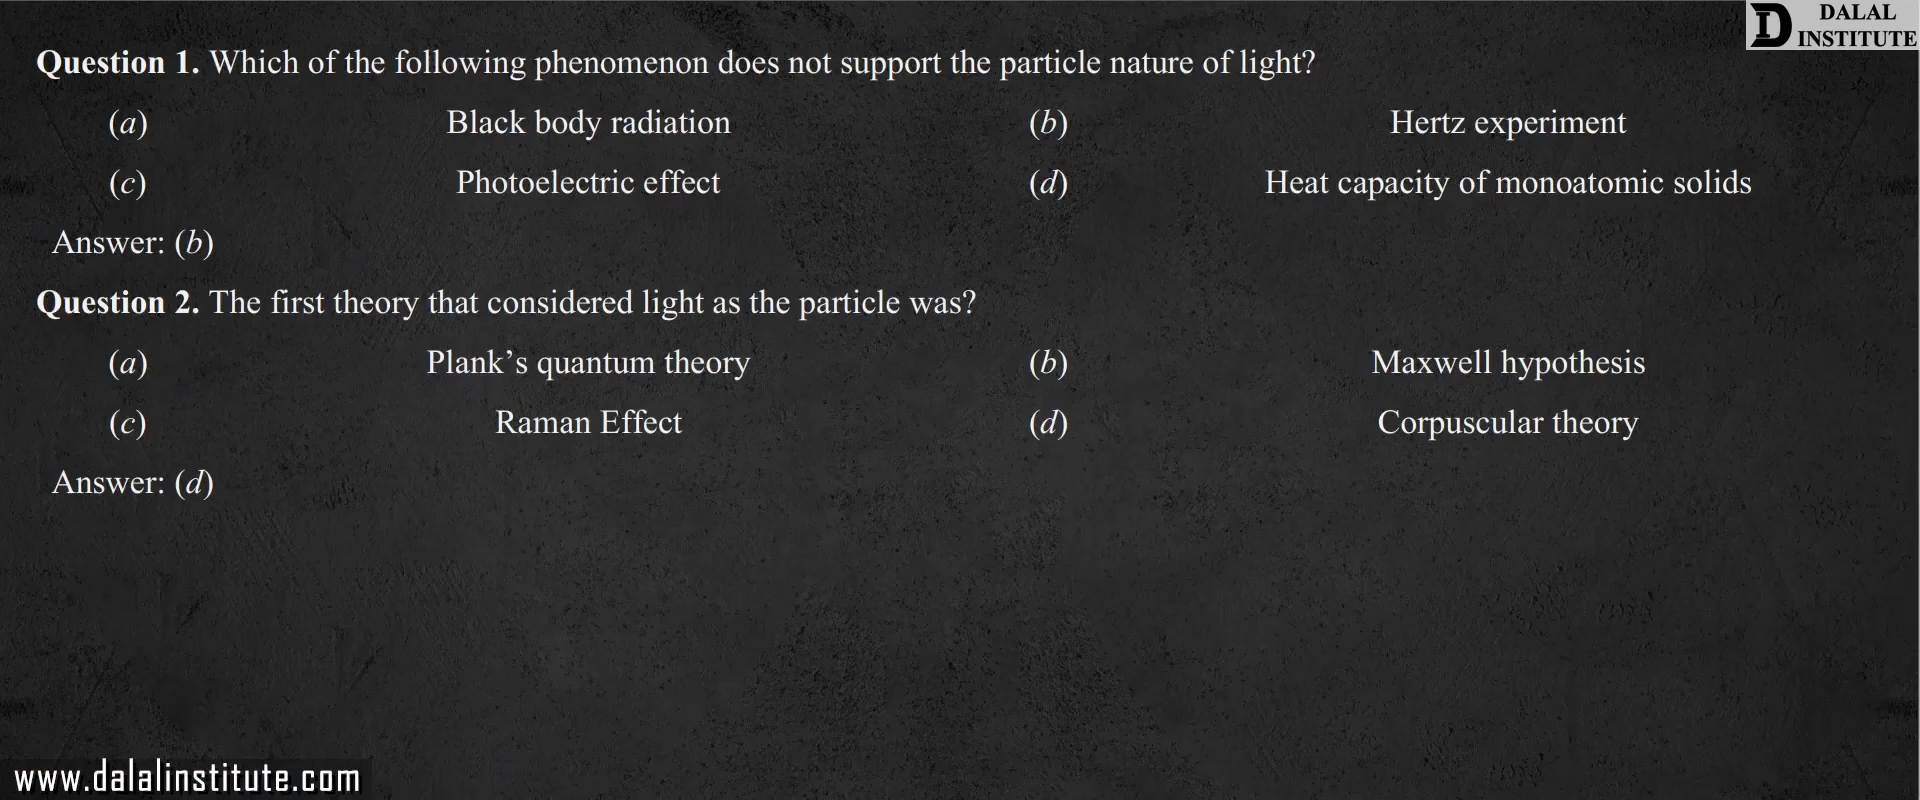 DALAL
INSTITUTE
Question 1. Which of the following phenomenon does not support the particle nature of light?
(a) Black body radiation (b) Hertz experiment
(c) Photoelectric effect (d) Heat capacity of monoatomic solids
Answer: (b)
Question 2. The first theory that considered light as the particle was?
(a) Plank’s quantum theory (b) Maxwell hypothesis
(c) Raman Effect (d) Corpuscular theory
Answer: (d)
www.dalalinstitute.com